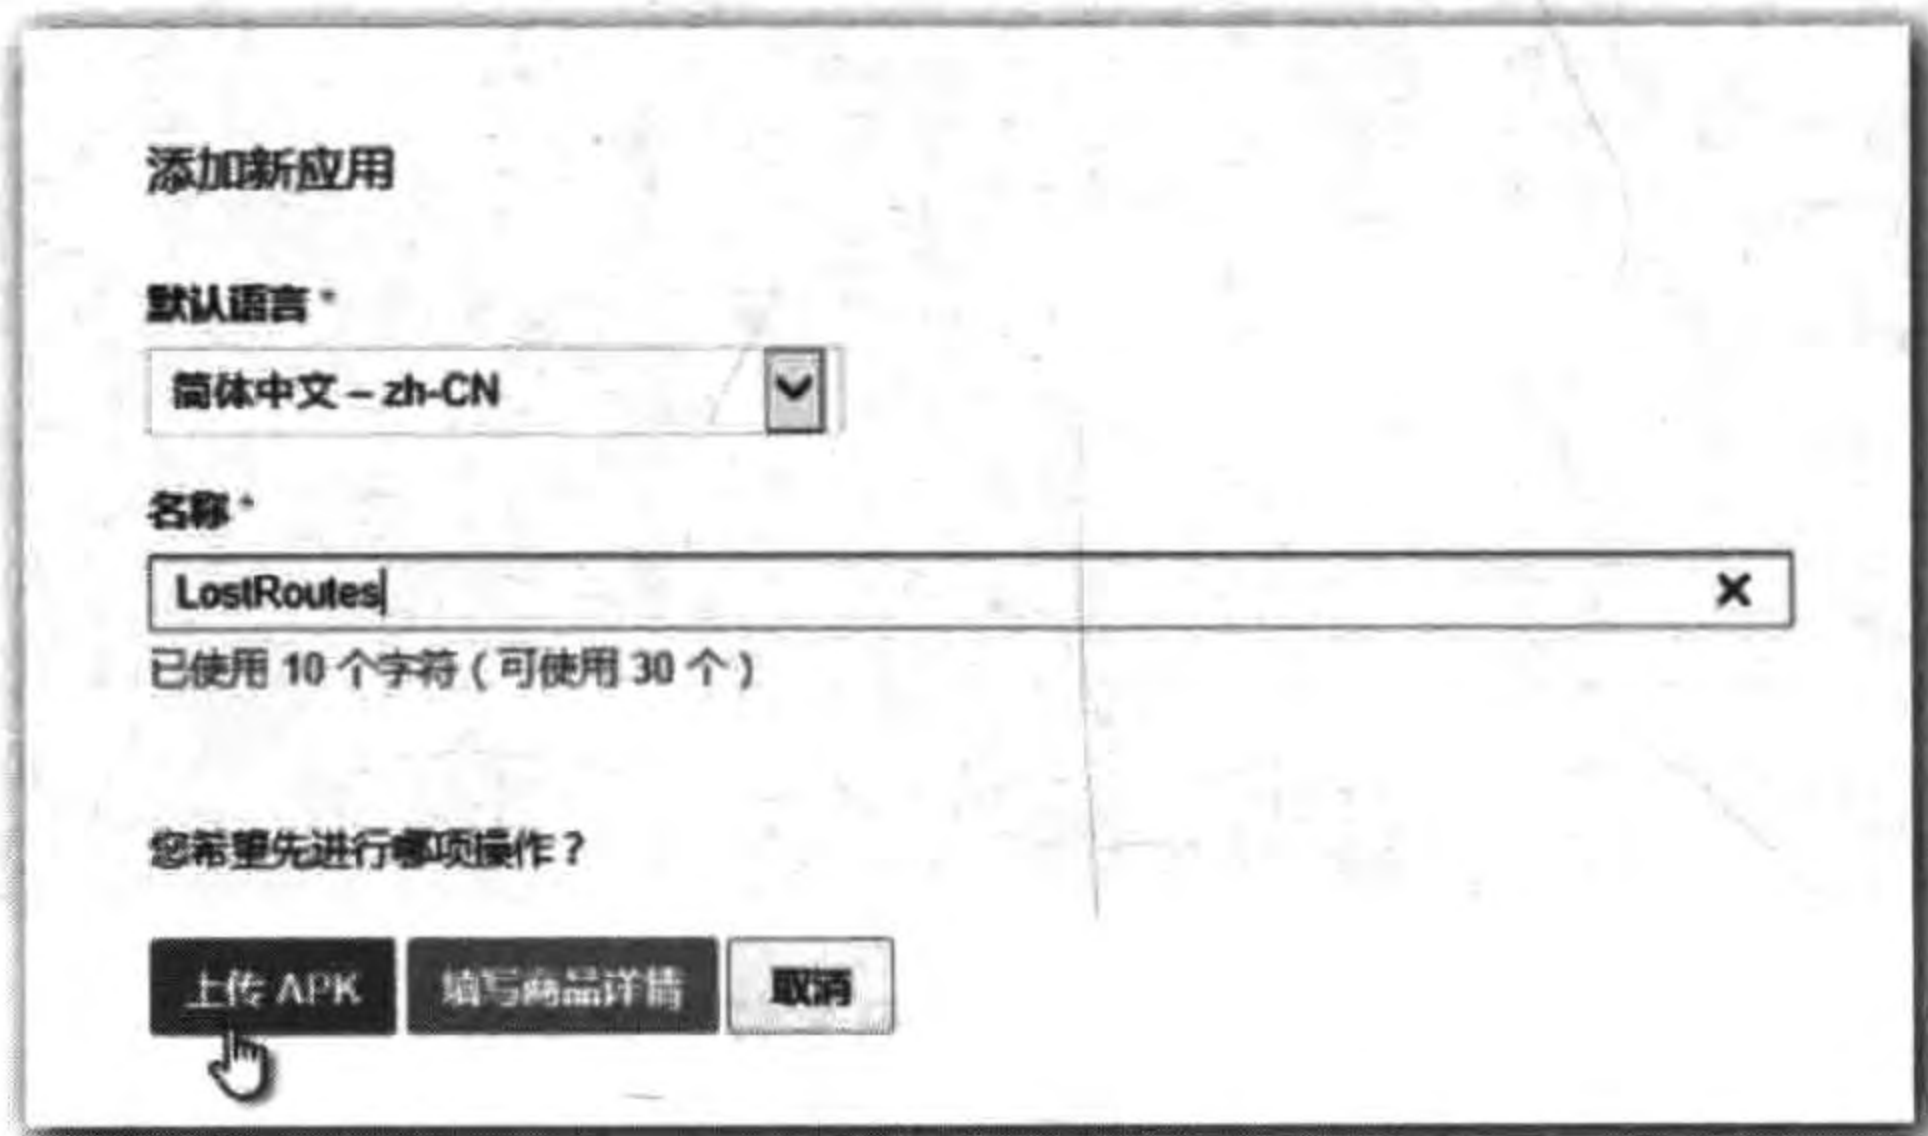 添加新应用
默认语言 *
简体中文 – zh-CN
名称 *
LostRoutes
已使用 10 个字符 ( 可使用 30 个 )
您希望先进行哪项操作？
上传 APK 填写商品详情 取消